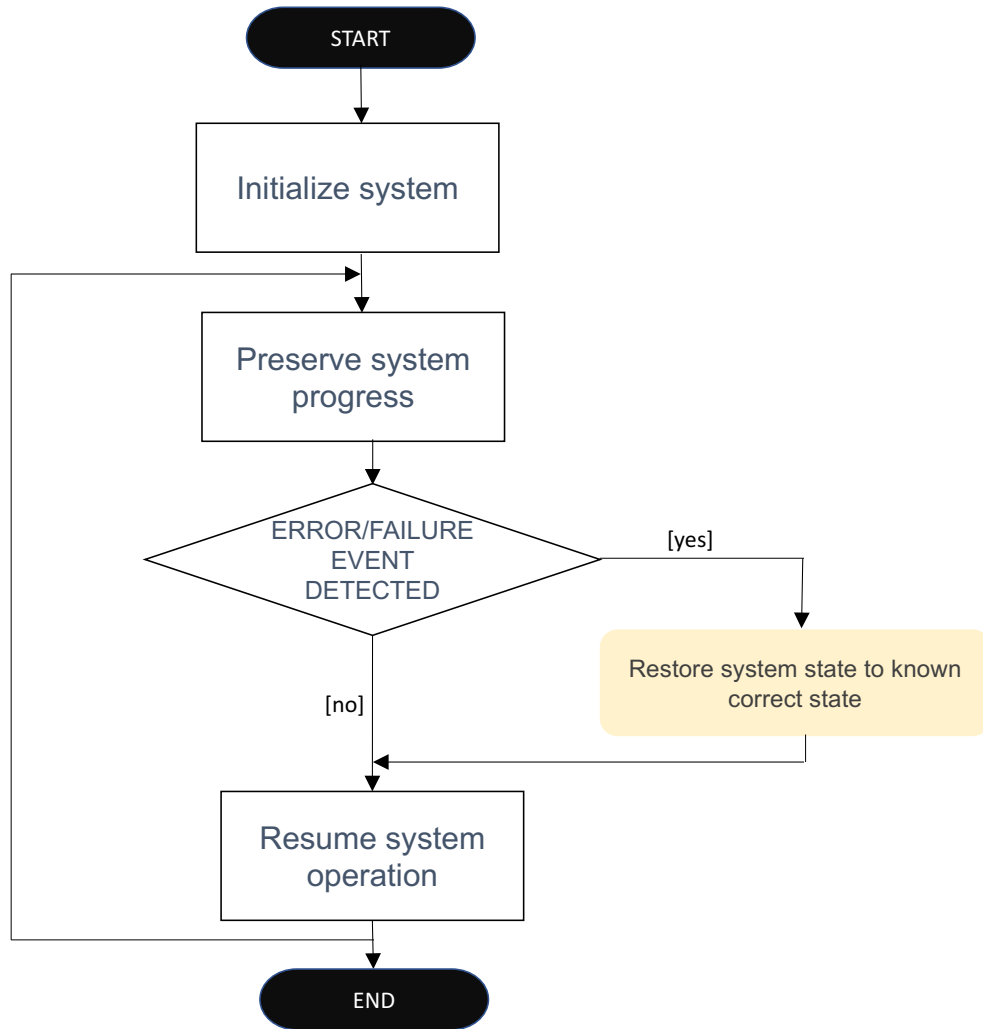 START
Initialize system
Preserve system
progress
ERROR/FAILURE
EVENT
DETECTED
[yes]
Restore system state to known
correct state
[no]
Resume system
operation
END